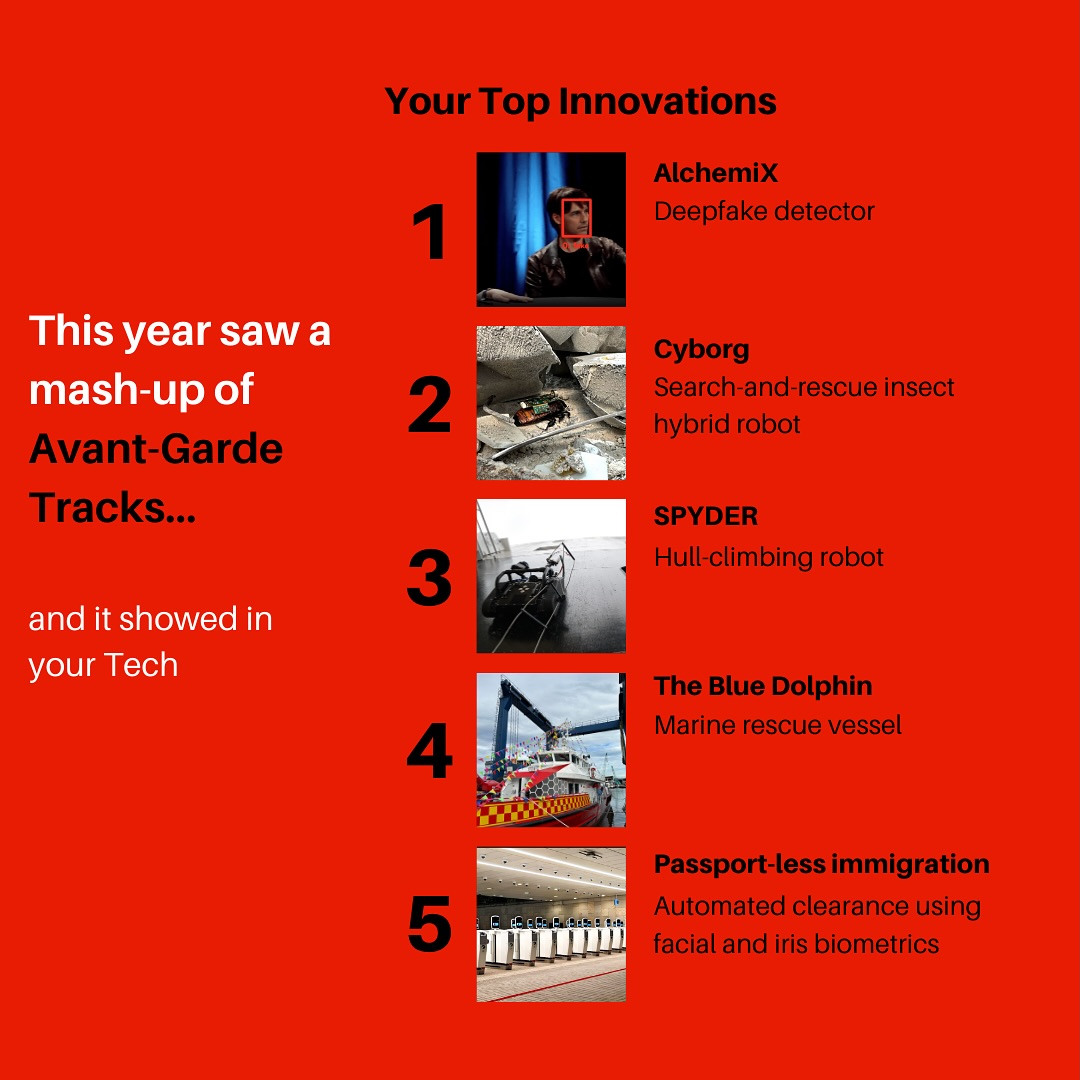 Your Top Innovations
This year saw a
mash-up of
Avant-Garde
Tracks...
and it showed in
your Tech
1
AlchemiX
Deepfake detector
2
Cyborg
Search-and-rescue insect
hybrid robot
3
SPYDER
Hull-climbing robot
4
The Blue Dolphin
Marine rescue vessel
5
Passport-less immigration
Automated clearance using
facial and iris biometrics